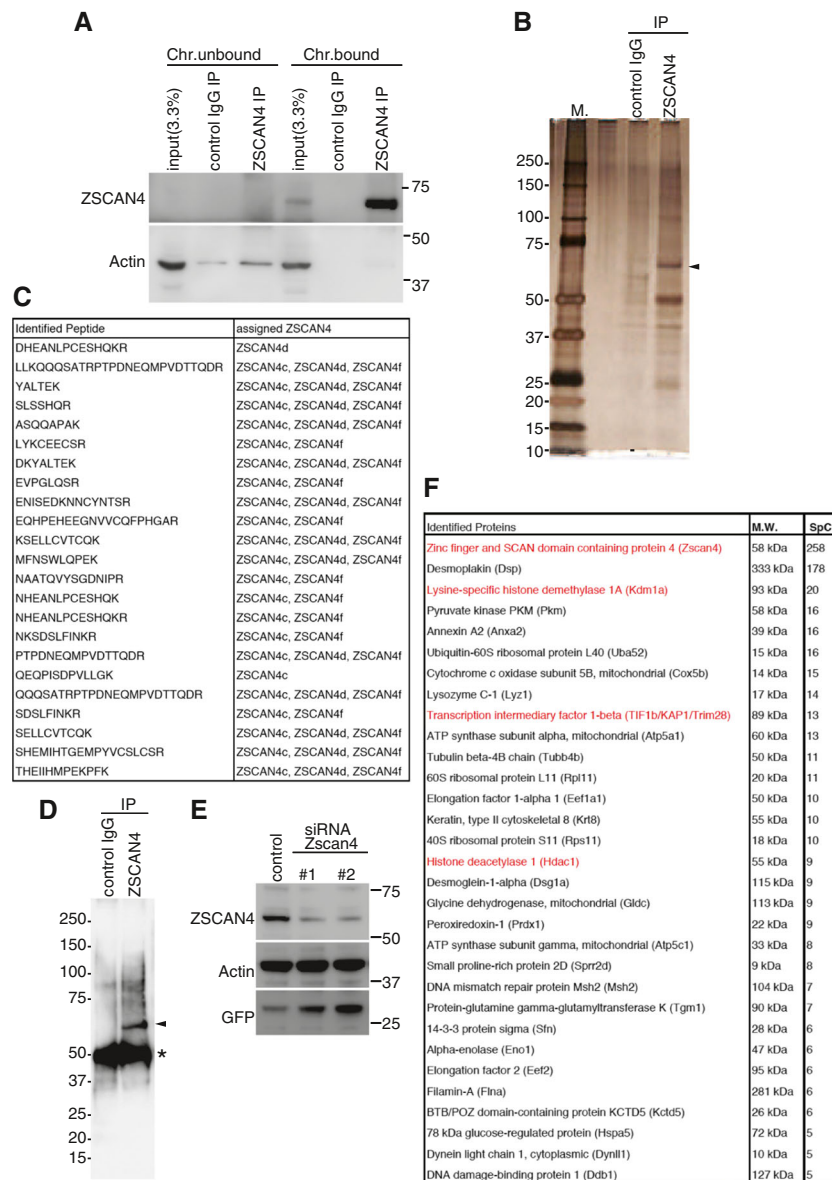 A
Chr.unbound Chr.bound
input(3.3%)
control IgG IP
ZSCAN4 IP
input(3.3%)
control IgG IP
ZSCAN4 IP
ZSCAN4
75
Actin
50
37
B
IP
control IgG
ZSCAN4
M.
250
150
100
75
50
37
25
20
15
10
C
Identified Peptide assigned ZSCAN4
DHEANLPCESHQKR ZSCAN4d
LLKQQQSATRPTPDNEQMPVDTTQDR ZSCAN4c, ZSCAN4d, ZSCAN4f
YALTEK ZSCAN4c, ZSCAN4d, ZSCAN4f
SLSSHQR ZSCAN4c, ZSCAN4d, ZSCAN4f
ASQQAPAK ZSCAN4c, ZSCAN4d, ZSCAN4f
LYKCEECSR ZSCAN4c, ZSCAN4f
DKYALTEK ZSCAN4c, ZSCAN4d, ZSCAN4f
EVPGLQSR ZSCAN4c, ZSCAN4f
ENISEDKNNCYNTSR ZSCAN4c, ZSCAN4d, ZSCAN4f
EQHPEHEEGNVVCQFPHGAR ZSCAN4c, ZSCAN4f
KSELLCVTCQK ZSCAN4c, ZSCAN4d, ZSCAN4f
MFNSWLQPEK ZSCAN4c, ZSCAN4d, ZSCAN4f
NAATQVYSGDNIPR ZSCAN4c, ZSCAN4f
NHEANLPCESHQK ZSCAN4c, ZSCAN4f
NHEANLPCESHQKR ZSCAN4c, ZSCAN4f
NKSDSLFINKR ZSCAN4c, ZSCAN4f
PTPDNEQMPVDTTQDR ZSCAN4c, ZSCAN4d, ZSCAN4f
QEQPISDPVLLGK ZSCAN4c
QQQSATRPTPDNEQMPVDTTQDR ZSCAN4c, ZSCAN4d, ZSCAN4f
SDSLFINKR ZSCAN4c, ZSCAN4f
SELLCVTCQK ZSCAN4c, ZSCAN4d, ZSCAN4f
SHEMIHTGEMPYVCSLCSR ZSCAN4c, ZSCAN4d, ZSCAN4f
THEIIHMPEKPFK ZSCAN4c, ZSCAN4d, ZSCAN4f
D
IP
control IgG
ZSCAN4
250
150
100
75
50
*
37
25
20
15
E
control
siRNA
Zscan4
#1 #2
ZSCAN4
75
50
Actin
37
GFP
25
F
Identified Proteins M.W. SpC
Zinc finger and SCAN domain containing protein 4 (Zscan4) 58 kDa 258
Desmoplakin (Dsp) 333 kDa 178
Lysine-specific histone demethylase 1A (Kdm1a) 93 kDa 20
Pyruvate kinase PKM (Pkm) 58 kDa 16
Annexin A2 (Anxa2) 39 kDa 16
Ubiquitin-60S ribosomal protein L40 (Uba52) 15 kDa 16
Cytochrome c oxidase subunit 5B, mitochondrial (Cox5b) 14 kDa 15
Lysozyme C-1 (Lyz1) 17 kDa 14
Transcription intermediary factor 1-beta (TIF1b/KAP1/Trim28) 89 kDa 13
ATP synthase subunit alpha, mitochondrial (Atp5a1) 60 kDa 13
Tubulin beta-4B chain (Tubb4b) 50 kDa 11
60S ribosomal protein L11 (Rpl11) 20 kDa 11
Elongation factor 1-alpha 1 (Eef1a1) 50 kDa 10
Keratin, type II cytoskeletal 8 (Krt8) 55 kDa 10
40S ribosomal protein S11 (Rps11) 18 kDa 10
Histone deacetylase 1 (Hdac1) 55 kDa 9
Desmoglein-1-alpha (Dsg1a) 115 kDa 9
Glycine dehydrogenase, mitochondrial (Gldc) 113 kDa 9
Peroxiredoxin-1 (Prdx1) 22 kDa 9
ATP synthase subunit gamma, mitochondrial (Atp5c1) 33 kDa 8
Small proline-rich protein 2D (Sprr2d) 9 kDa 8
DNA mismatch repair protein Msh2 (Msh2) 104 kDa 7
Protein-glutamine gamma-glutamyltransferase K (Tgm1) 90 kDa 7
14-3-3 protein sigma (Sfn) 28 kDa 6
Alpha-enolase (Eno1) 47 kDa 6
Elongation factor 2 (Eef2) 95 kDa 6
Filamin-A (Flna) 281 kDa 6
BTB/POZ domain-containing protein KCTD5 (Kctd5) 26 kDa 6
78 kDa glucose-regulated protein (Hspa5) 72 kDa 5
Dynein light chain 1, cytoplasmic (Dynll1) 10 kDa 5
DNA damage-binding protein 1 (Ddb1) 127 kDa 5